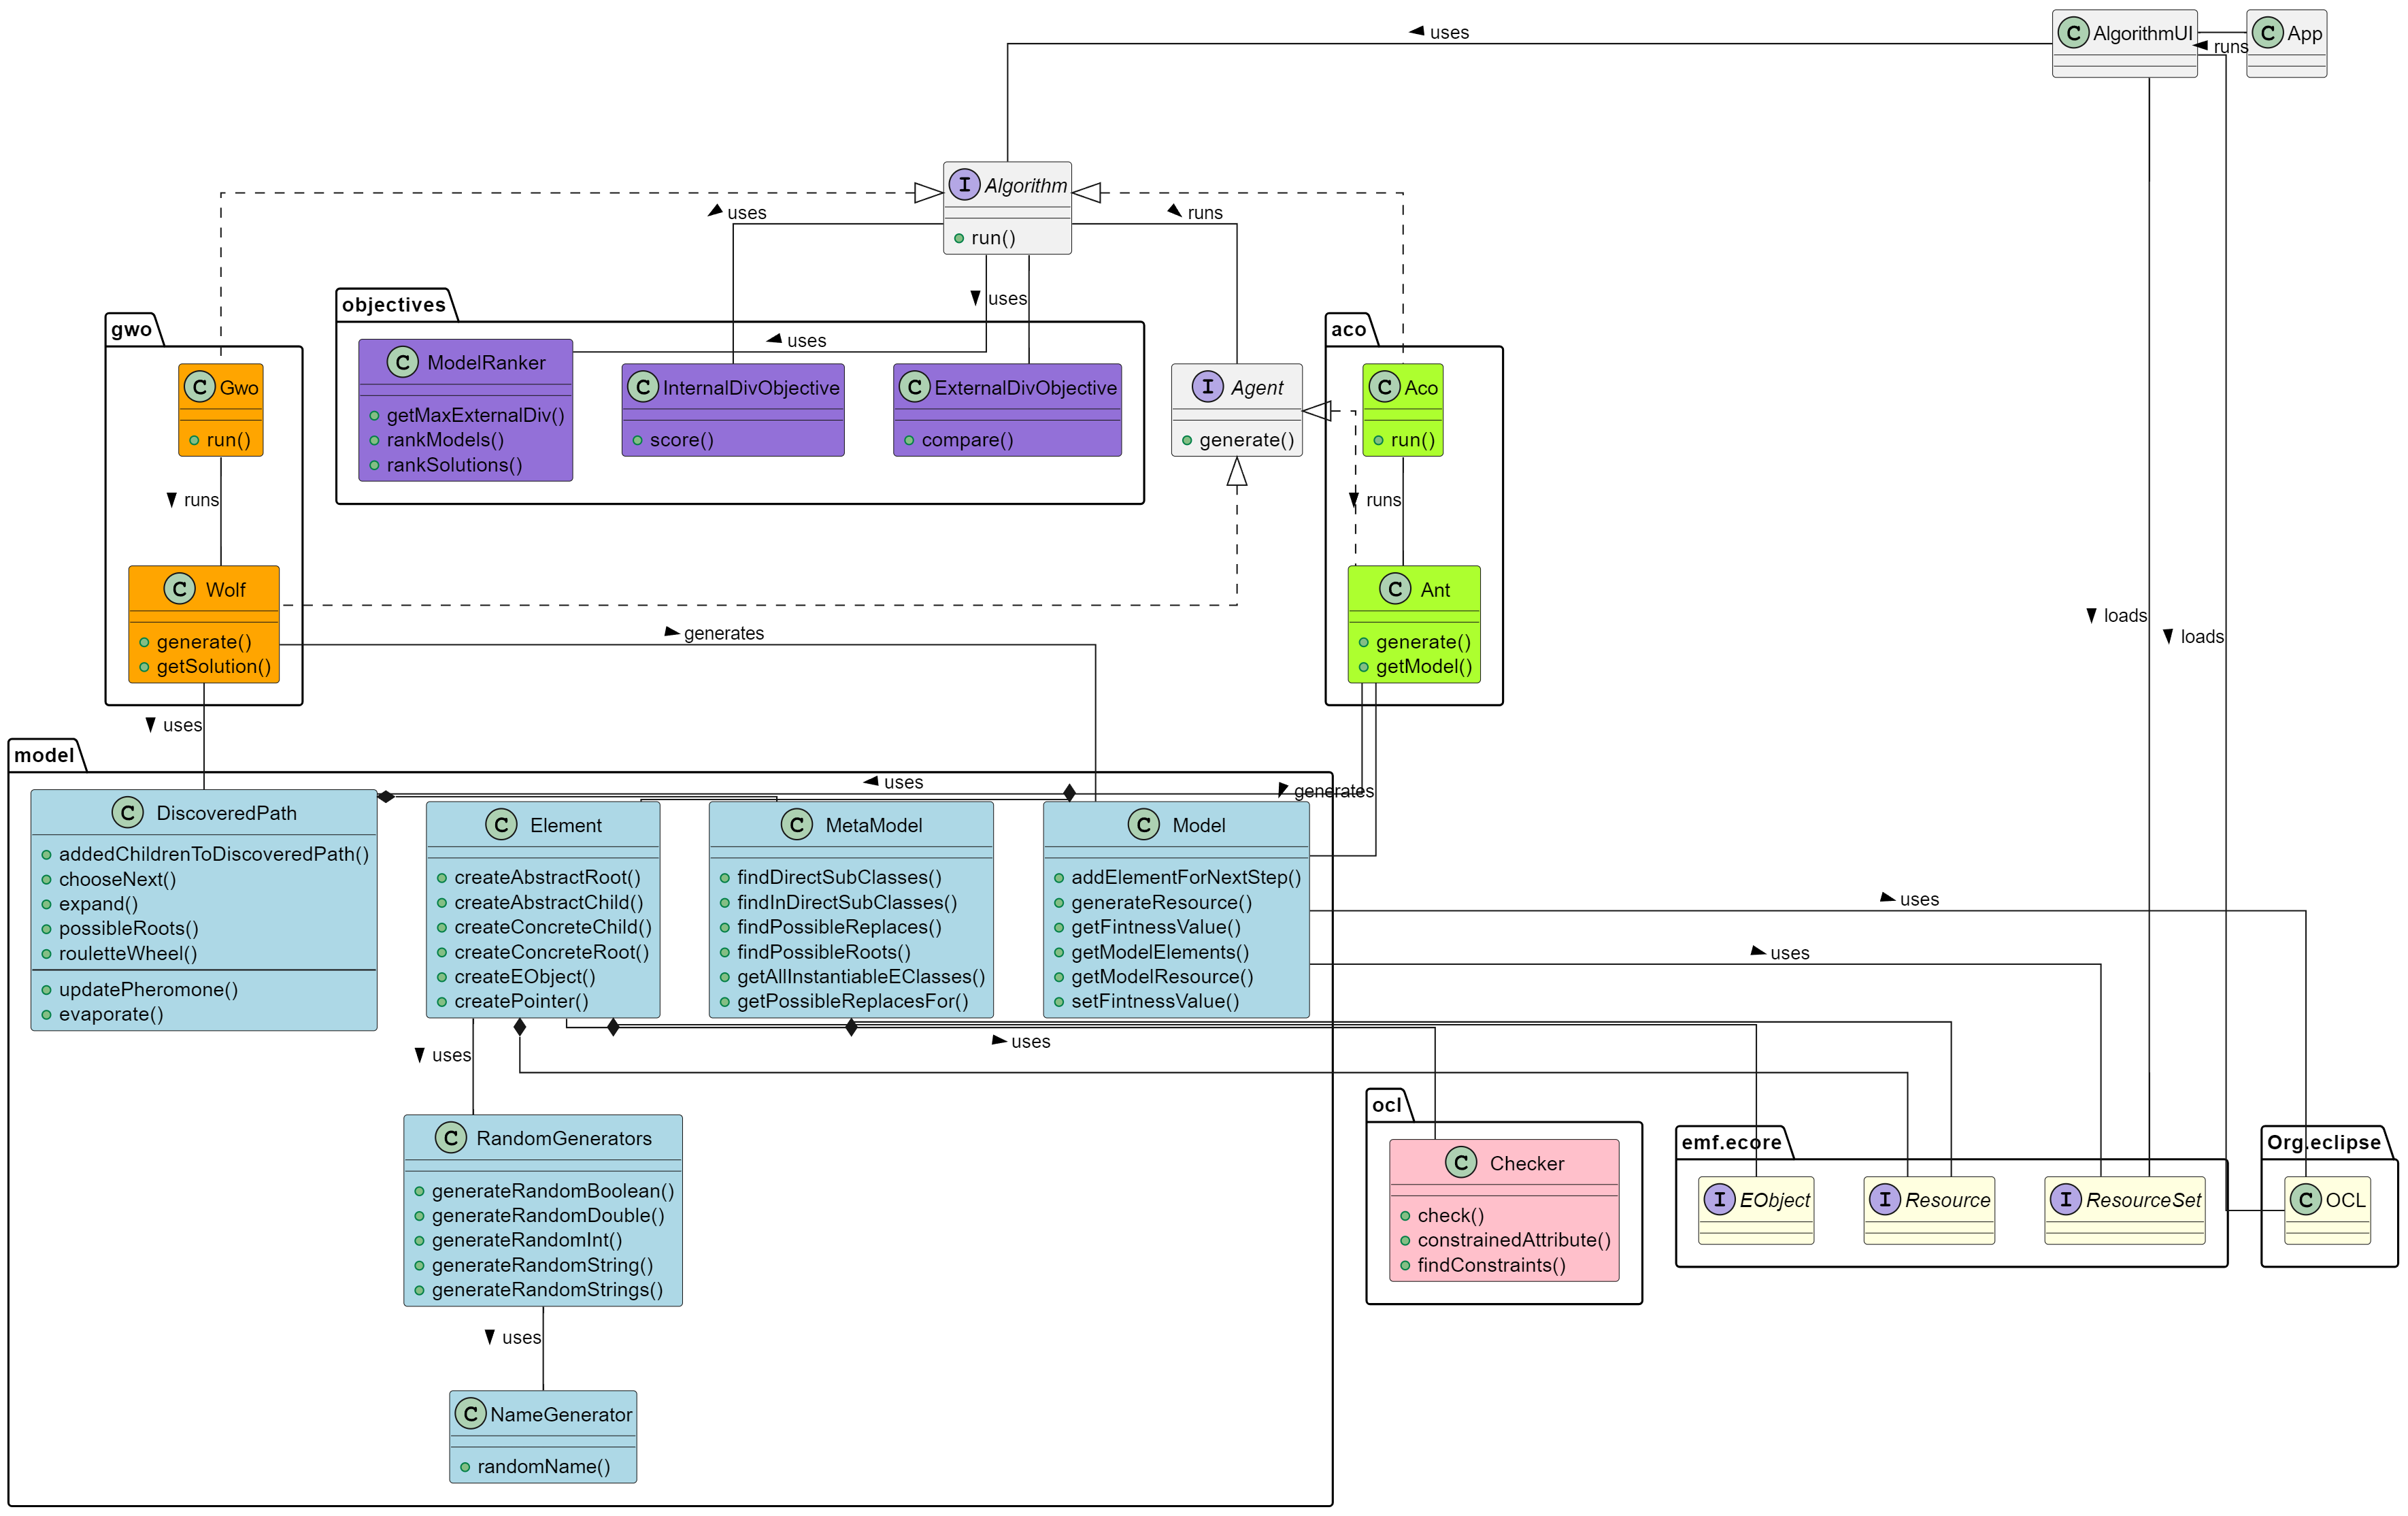 uses
C AlgorithmUI
runs
C App
I Algorithm
run()
uses
runs
uses
uses
gwo
C Gwo
run()
runs
C Wolf
generate()
getSolution()
objectives
C ModelRanker
getMaxExternalDiv()
rankModels()
rankSolutions()
C InternalDivObjective
score()
C ExternalDivObjective
compare()
I Agent
generate()
aco
C Aco
run()
runs
C Ant
generate()
getModel()
generates
loads
loads
uses
model
uses
generates
C DiscoveredPath
addedChildrenToDiscoveredPath()
chooseNext()
expand()
possibleRoots()
rouletteWheel()
updatePheromone()
evaporate()
C Element
createAbstractRoot()
createAbstractChild()
createConcreteChild()
createConcreteRoot()
createEObject()
createPointer()
C MetaModel
findDirectSubClasses()
findInDirectSubClasses()
findPossibleReplaces()
findPossibleRoots()
getAllInstantiableEClasses()
getPossibleReplacesFor()
C Model
addElementForNextStep()
generateResource()
getFintnessValue()
getModelElements()
getModelResource()
setFintnessValue()
uses
uses
uses
uses
C RandomGenerators
generateRandomBoolean()
generateRandomDouble()
generateRandomInt()
generateRandomString()
generateRandomStrings()
uses
C NameGenerator
randomName()
ocl
C Checker
check()
constrainedAttribute()
findConstraints()
emf.ecore
I EObject
I Resource
I ResourceSet
Org.eclipse
C OCL